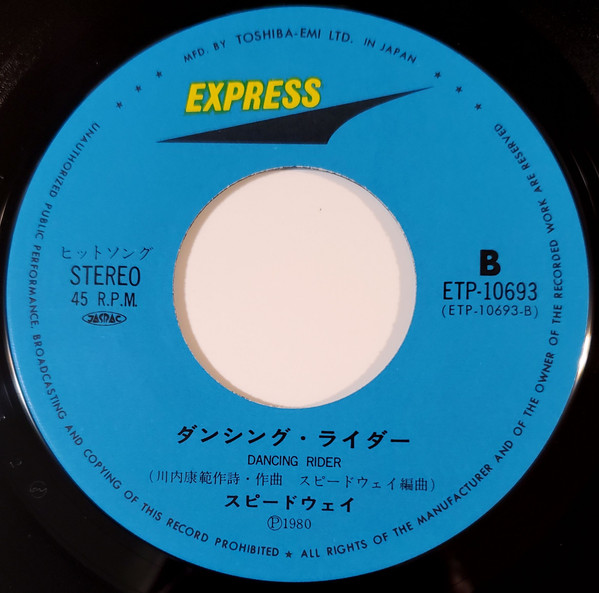 MFD. BY TOSHIBA-EMI LTD. IN JAPAN
EXPRESS
ヒットソング
STEREO
45 R.P.M.
JASRAC
B
ETP-10693
(ETP-10693-B)
ダンシング・ライダー
DANCING RIDER
(川内康範作詩・作曲 スピードウェイ編曲)
スピードウェイ
Ⓟ1980
UNAUTHORIZED PUBLIC PERFORMANCE, BROADCASTING AND COPYING OF THIS RECORD PROHIBITED ★ ALL RIGHTS OF THE MANUFACTURER AND OF THE OWNER OF THE RECORDED WORK ARE RESERVED